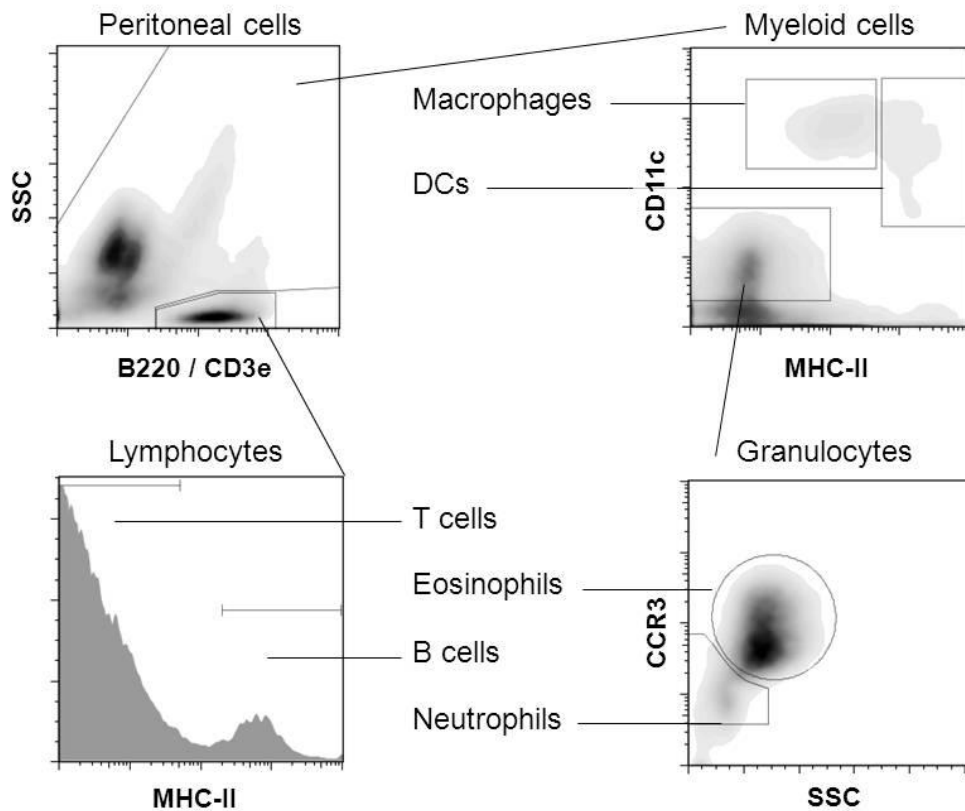 Peritoneal cells
Myeloid cells
SSC
B220 / CD3e
Macrophages
DCs
CD11c
MHC-II
Lymphocytes
Granulocytes
T cells
Eosinophils
B cells
Neutrophils
MHC-II
CCR3
SSC